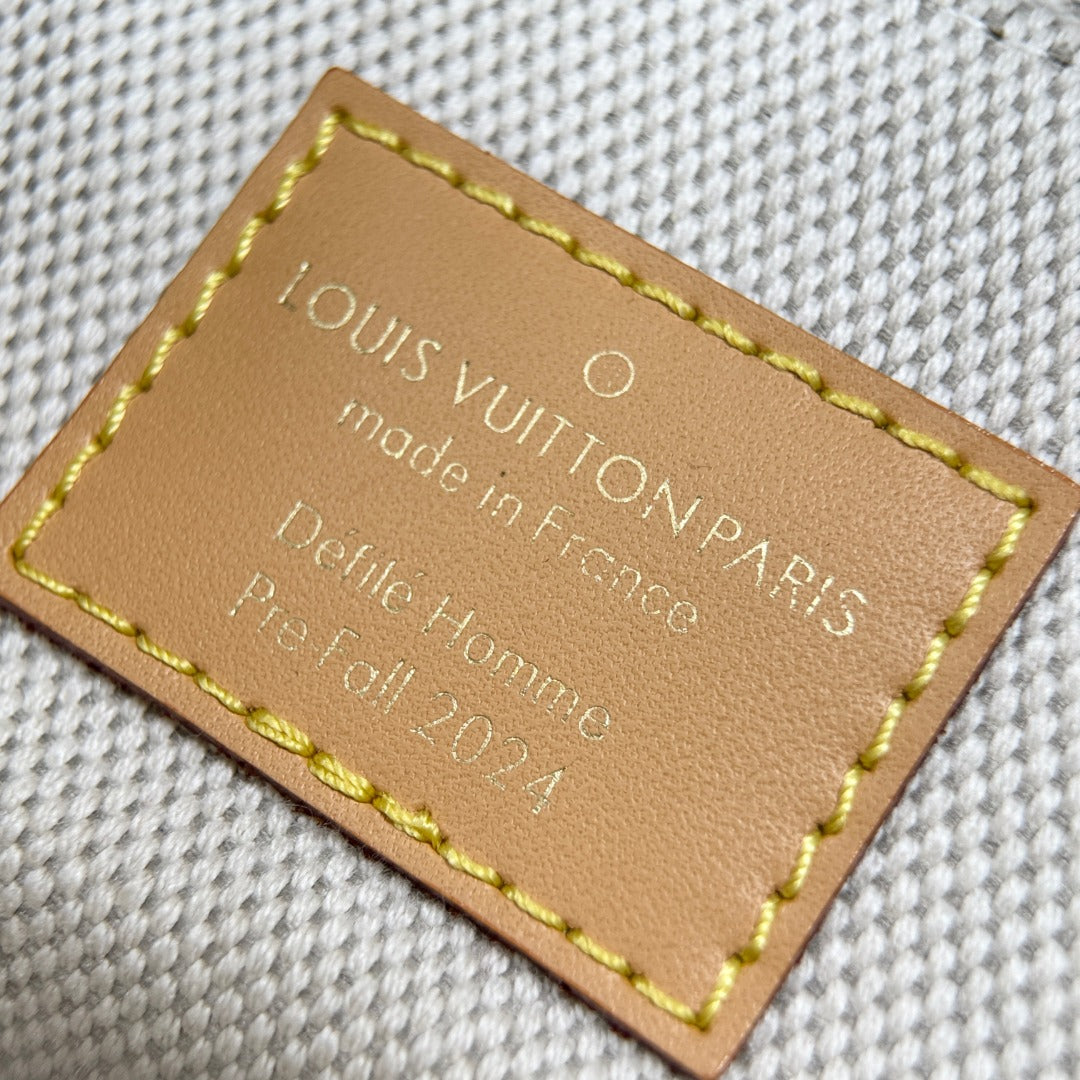 LOUIS VUITTON PARIS
made in France
Défilé Homme
Pre-Fall 2024